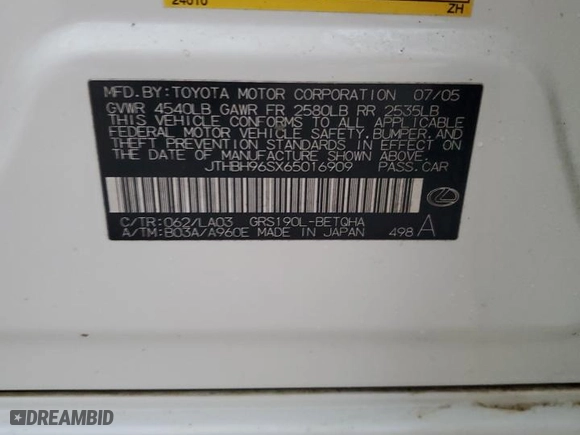 24010
ZH
MFD. BY: TOYOTA MOTOR CORPORATION 07/05
GVWR 4540LB GAWR FR 2580LB RR 2535LB
THIS VEHICLE CONFORMS TO ALL APPLICABLE
FEDERAL MOTOR VEHICLE SAFETY, BUMPER, AND
THEFT PREVENTION STANDARDS IN EFFECT ON
THE DATE OF MANUFACTURE SHOWN ABOVE.
JTHBH96SX65016909 PASS. CAR
C/TR: 062/LA03 GRS190L-BETQHA
A/TM: B03A/A960E MADE IN JAPAN 498 A
DREAMBID